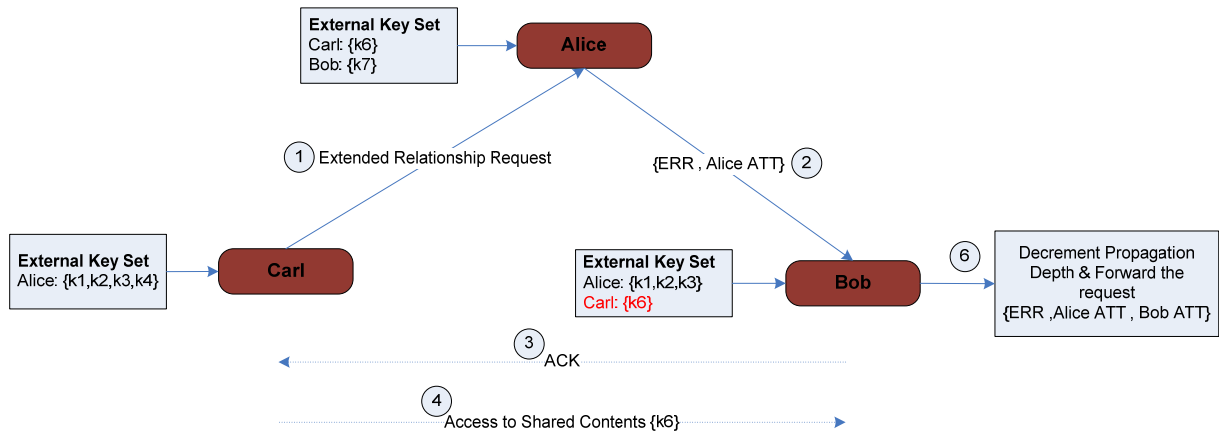 External Key Set
Carl: {k6}
Bob: {k7}
Alice
1
Extended Relationship Request
{ERR , Alice ATT}
2
External Key Set
Alice: {k1,k2,k3,k4}
Carl
External Key Set
Alice: {k1,k2,k3}
Carl: {k6}
Bob
6
Decrement Propagation
Depth & Forward the
request
{ERR ,Alice ATT , Bob ATT}
3
ACK
4
Access to Shared Contents {k6}